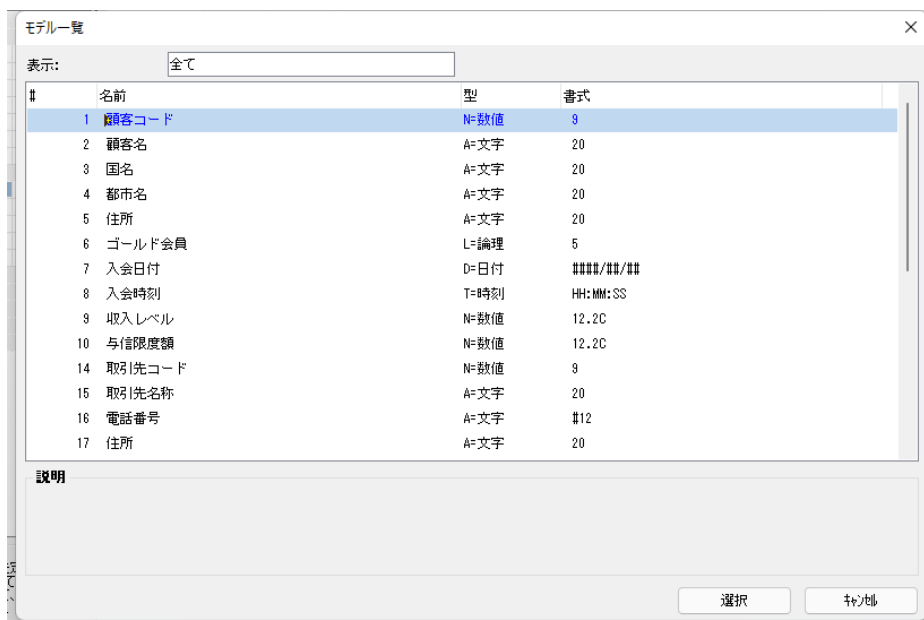 モデル一覧
表示: 全て
# 名前 型 書式
1 顧客コード N=数値 9
2 顧客名 A=文字 20
3 国名 A=文字 20
4 都市名 A=文字 20
5 住所 A=文字 20
6 ゴールド会員 L=論理 5
7 入会日付 D=日付 ####/##/##
8 入会時刻 T=時刻 HH:MM:SS
9 収入レベル N=数値 12.2C
10 与信限度額 N=数値 12.2C
14 取引先コード N=数値 9
15 取引先名称 A=文字 20
16 電話番号 A=文字 #12
17 住所 A=文字 20
説明
選択 ｷｬﾝｾﾙ